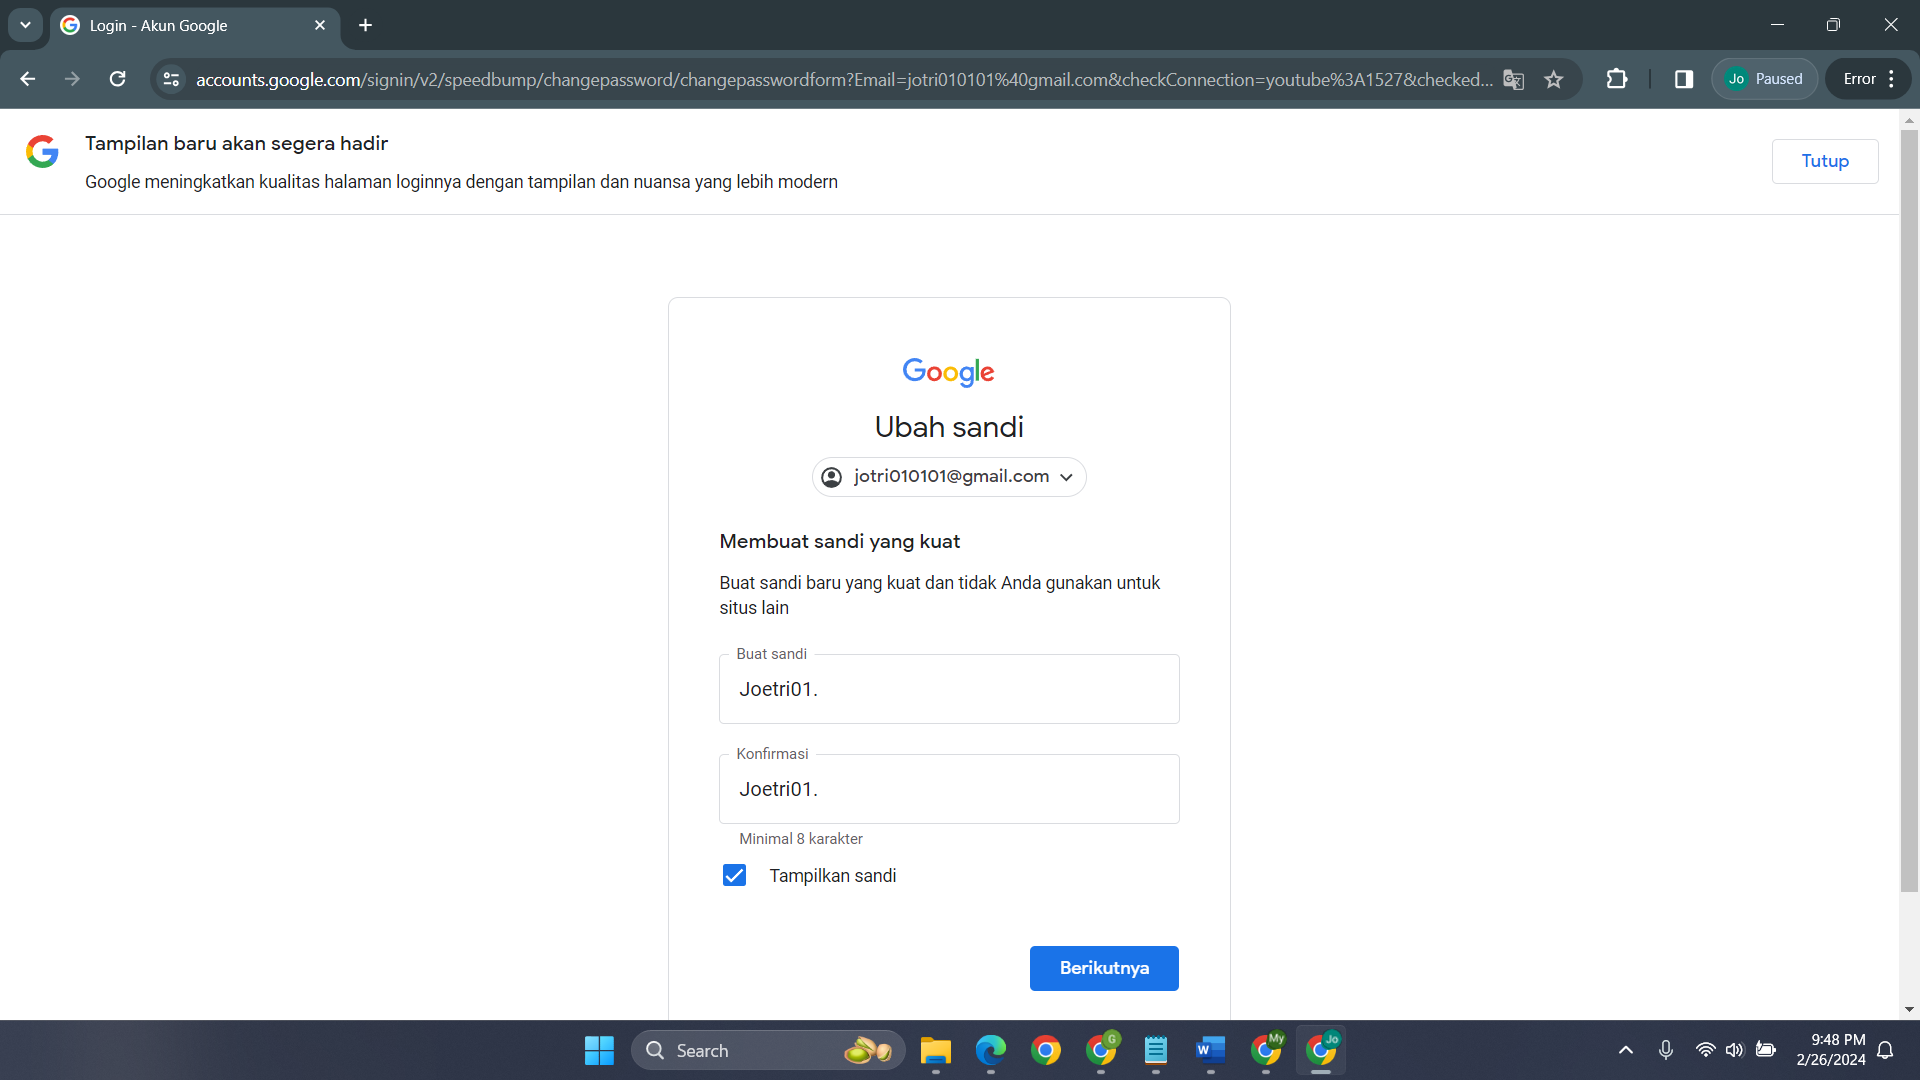 Login - Akun Google
accounts.google.com/signin/v2/speedbump/changepassword/changepasswordform?Email=jotri010101%40gmail.com&checkConnection=youtube%3A1527&checked...
Jo Paused
Error
Tampilan baru akan segera hadir
Google meningkatkan kualitas halaman loginnya dengan tampilan dan nuansa yang lebih modern
Tutup
Google
Ubah sandi
jotri010101@gmail.com
Membuat sandi yang kuat
Buat sandi baru yang kuat dan tidak Anda gunakan untuk
situs lain
Buat sandi
Joetri01.
Konfirmasi
Joetri01.
Minimal 8 karakter
Tampilkan sandi
Berikutnya
Search
G
W
My
Jo
9:48 PM
2/26/2024